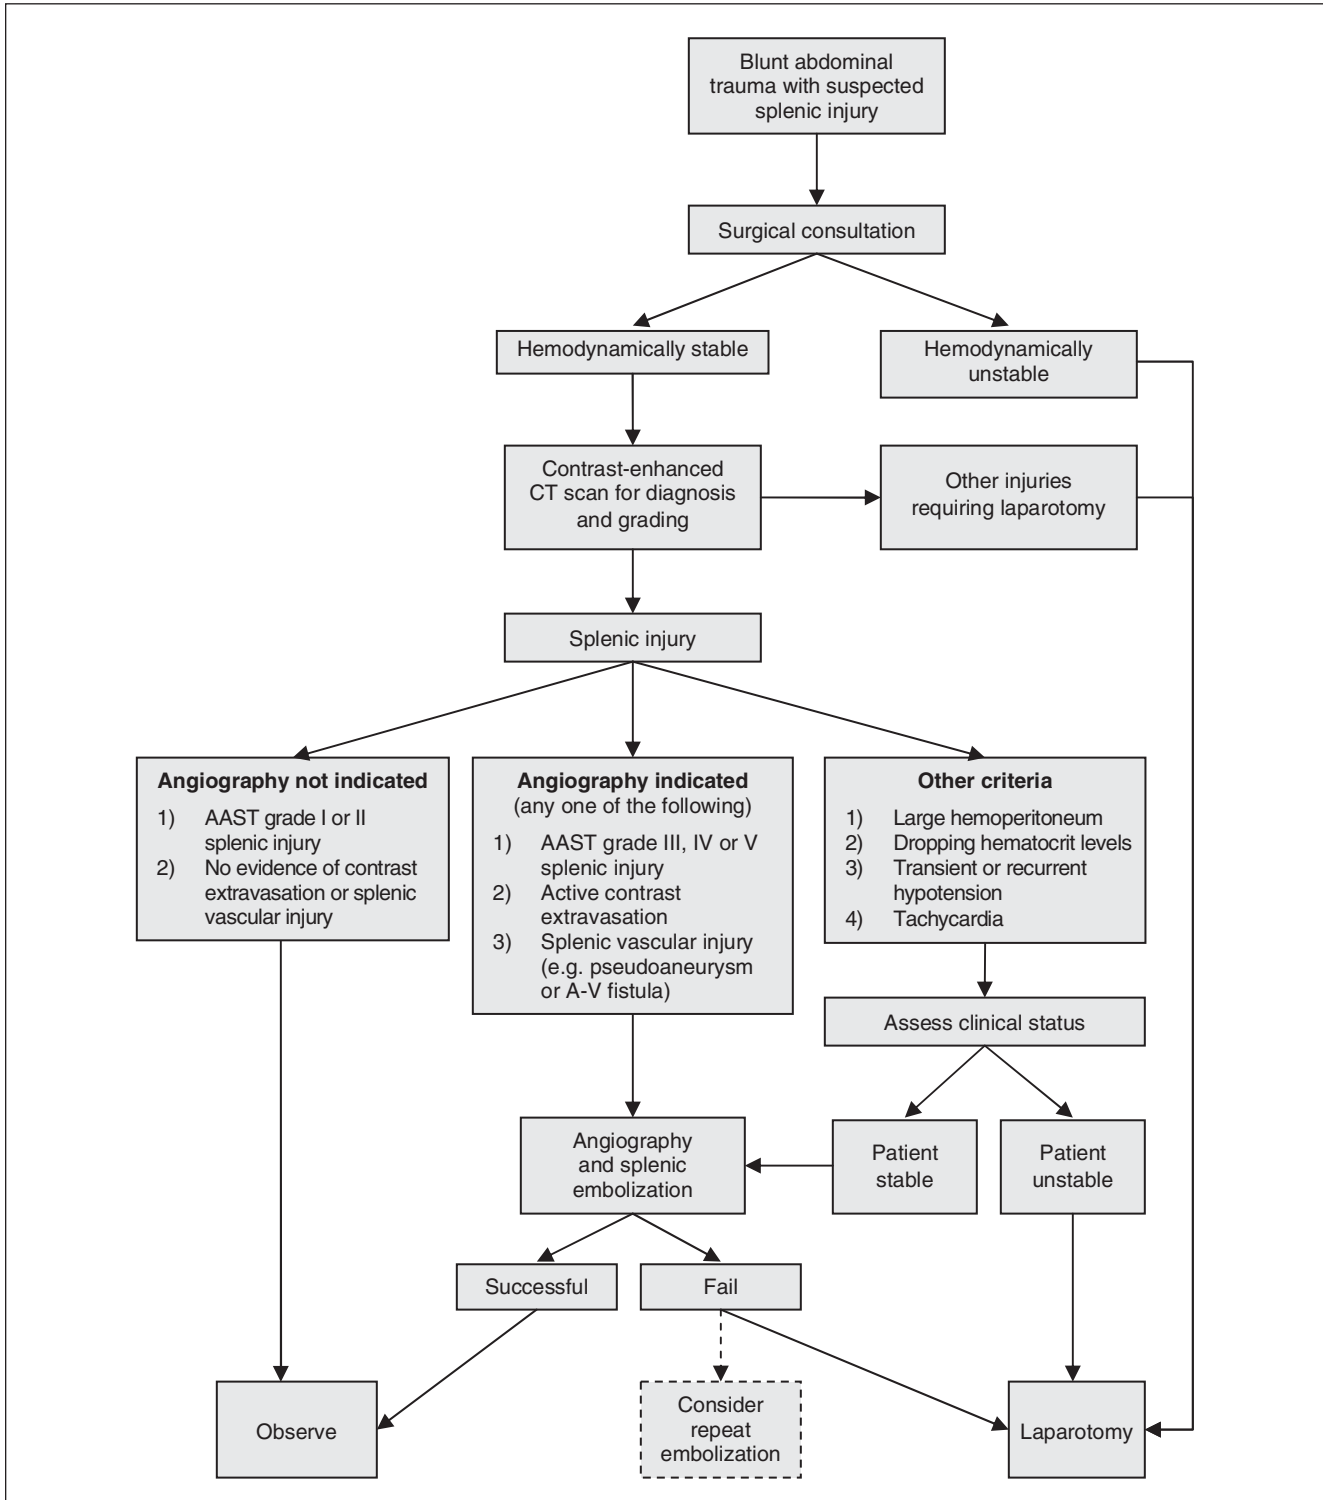 Blunt abdominal
trauma with suspected
splenic injury
Surgical consultation
Hemodynamically stable
Hemodynamically
unstable
Contrast-enhanced
CT scan for diagnosis
and grading
Other injuries
requiring laparotomy
Splenic injury
Angiography not indicated
1) AAST grade I or II
splenic injury
2) No evidence of contrast
extravasation or splenic
vascular injury
Angiography indicated
(any one of the following)
1) AAST grade III, IV or V
splenic injury
2) Active contrast
extravasation
3) Splenic vascular injury
(e.g. pseudoaneurysm
or A-V fistula)
Other criteria
1) Large hemoperitoneum
2) Dropping hematocrit levels
3) Transient or recurrent
hypotension
4) Tachycardia
Assess clinical status
Angiography
and splenic
embolization
Patient
stable
Patient
unstable
Successful
Fail
Observe
Consider
repeat
embolization
Laparotomy